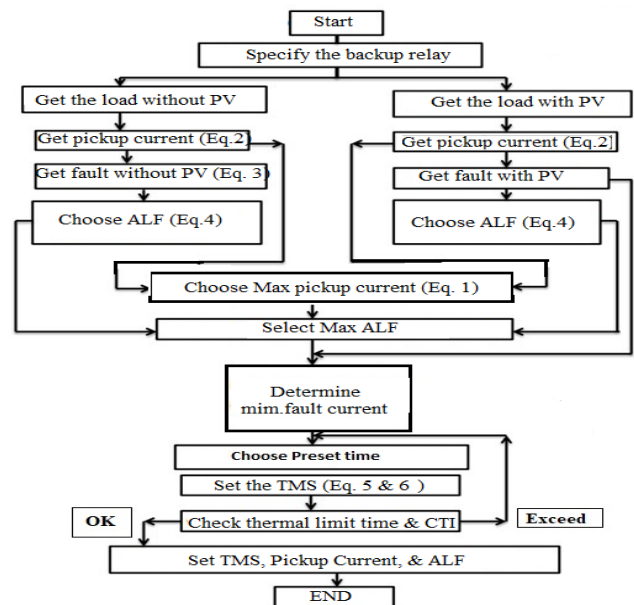 Start
Specify the backup relay
Get the load without PV
Get the load with PV
Get pickup current (Eq.2)
Get pickup current (Eq.2]
Get fault without PV (Eq. 3)
Get fault with PV
Choose ALF (Eq.4)
Choose ALF (Eq.4)
Choose Max pickup current (Eq. 1)
Select Max ALF
Determine
mim.fault current
Choose Preset time
Set the TMS (Eq. 5 & 6 )
OK
Check thermal limit time & CTI
Exceed
Set TMS, Pickup Current, & ALF
END